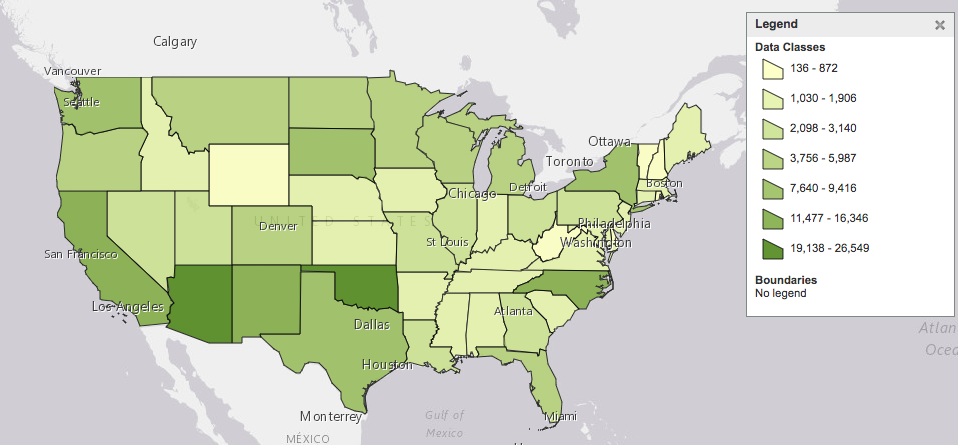 Calgary
Vancouver
Seattle
Ottawa
Toronto
Boston
Detroit
Chicago
UNITED STATES
Denver
Philadelphia
St Louis
Washington
San Francisco
Los Angeles
Atlanta
Dallas
Houston
Monterrey
Gulf of
Mexico
Miami
MÉXICO
Atlan
Ocea
Legend
Data Classes
136 - 872
1,030 - 1,906
2,098 - 3,140
3,756 - 5,987
7,640 - 9,416
11,477 - 16,346
19,138 - 26,549
Boundaries
No legend